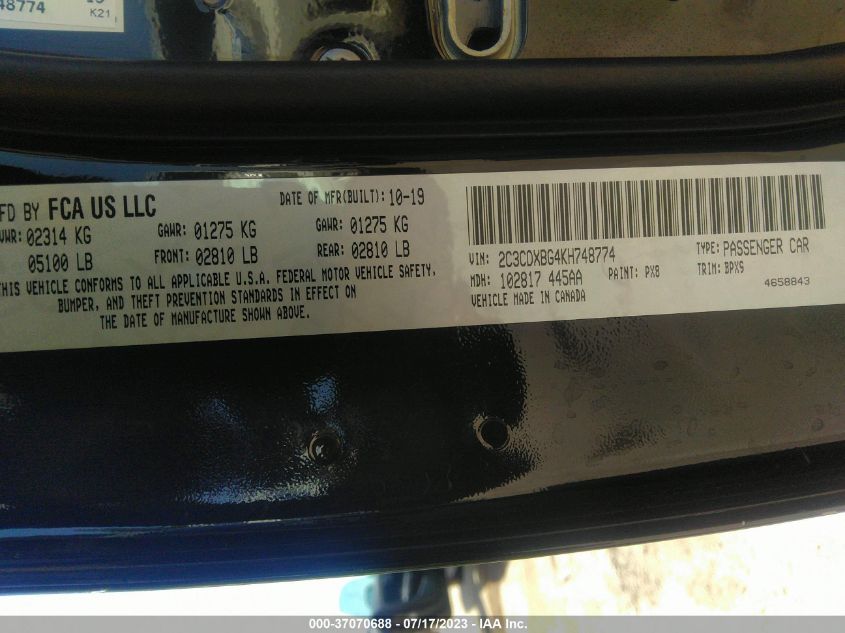 48774
K21
FD BY FCA US LLC
DATE OF MFR(BUILT): 10-19
VWR: 02314 KG
GAWR: 01275 KG
GAWR: 01275 KG
05100 LB
FRONT: 02810 LB
REAR: 02810 LB
THIS VEHICLE CONFORMS TO ALL APPLICABLE U.S.A. FEDERAL MOTOR VEHICLE SAFETY,
BUMPER, AND THEFT PREVENTION STANDARDS IN EFFECT ON
THE DATE OF MANUFACTURE SHOWN ABOVE.
VIN: 2C3CDXBG4KH748774
TYPE: PASSENGER CAR
MDH: 102817 445AA
PAINT: PX8
TRIM: BPX9
VEHICLE MADE IN CANADA
4658843
000-37070688 - 07/17/2023 - IAA Inc.